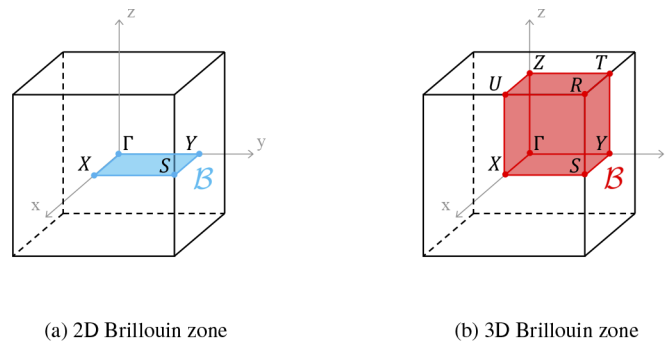 z
Γ
Y
y
X
S
ℬ
x
(a) 2D Brillouin zone
Z
T
U
R
Γ
Y
X
S
ℬ
x
(b) 3D Brillouin zone